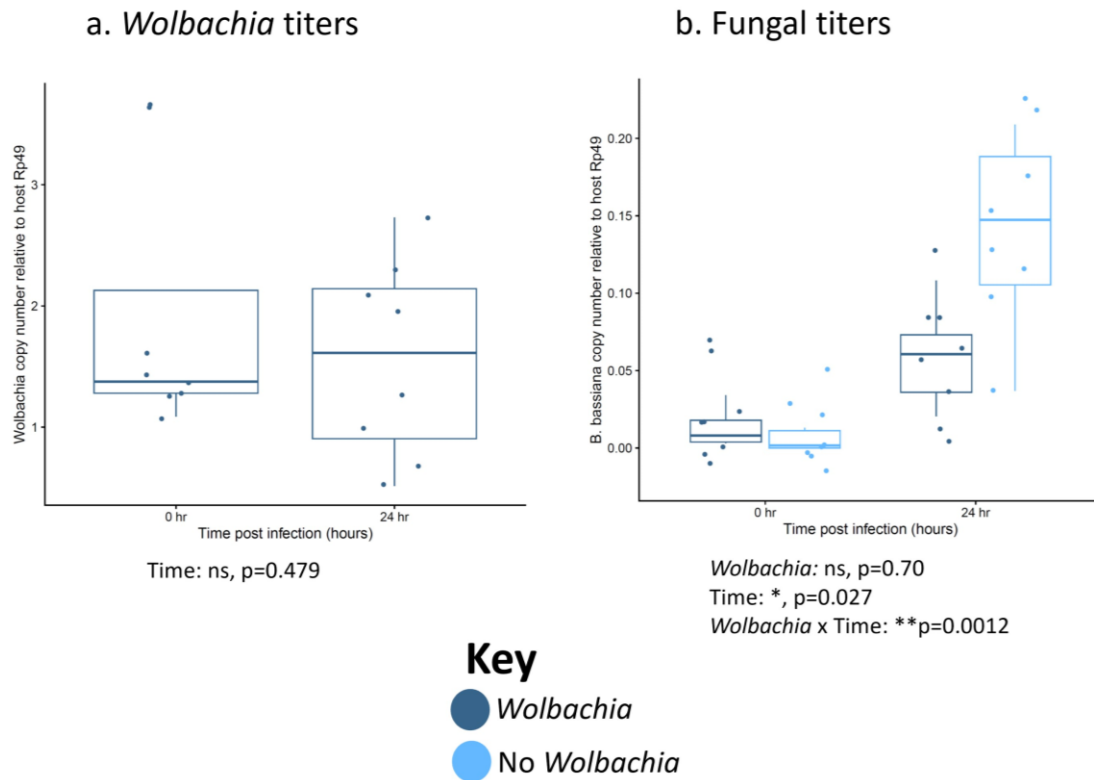 a. Wolbachia titers
Wolbachia copy number relative to host Rp49
3
2
1
0 hr
24 hr
Time post infection (hours)
Time: ns, p=0.479
b. Fungal titers
B. bassiana copy number relative to host Rp49
0.20
0.15
0.10
0.05
0.00
0 hr
24 hr
Time post infection (hours)
Wolbachia: ns, p=0.70
Time: *, p=0.027
Wolbachia x Time: **p=0.0012
Key
Wolbachia
No Wolbachia